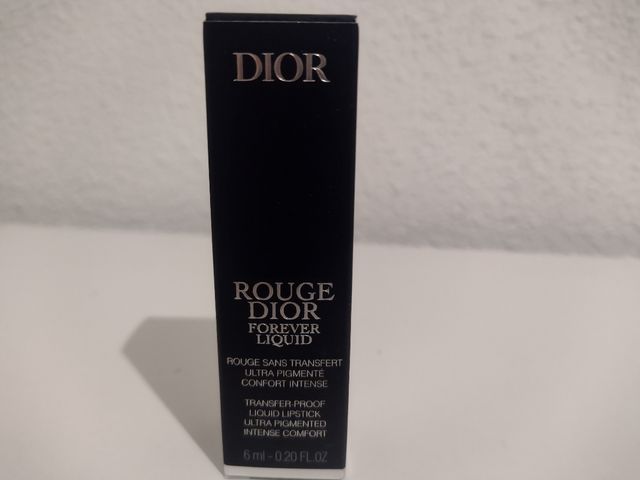 DIOR
ROUGE
DIOR
FOREVER
LIQUID
ROUGE SANS TRANSFERT
ULTRA PIGMENTÉ
CONFORT INTENSE
TRANSFER-PROOF
LIQUID LIPSTICK
ULTRA PIGMENTED
INTENSE COMFORT
6 ml - 0.20 FL.OZ